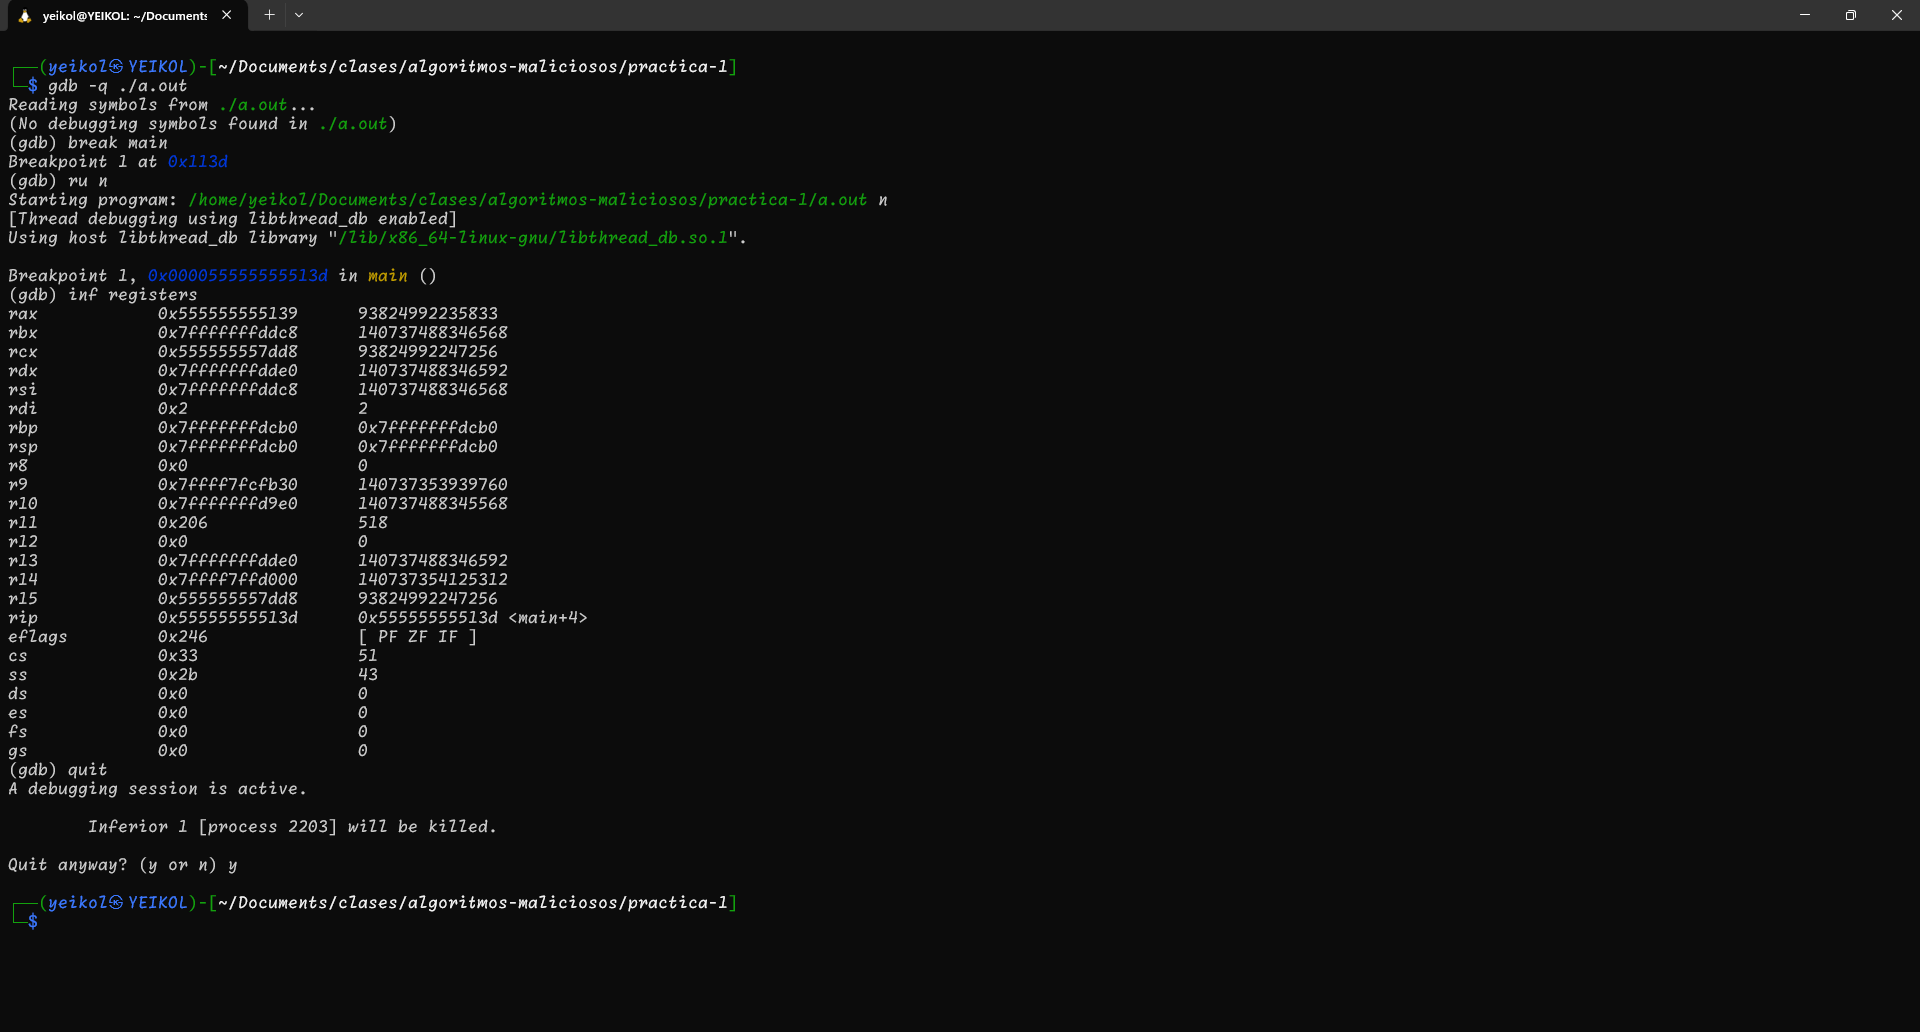 yeikol@YEIKOL: ~/Documents
(yeikol㉿YEIKOL)-[~/Documents/clases/algoritmos-maliciosos/practica-1]
$ gdb -q ./a.out
Reading symbols from ./a.out...
(No debugging symbols found in ./a.out)
(gdb) break main
Breakpoint 1 at 0x113d
(gdb) ru n
Starting program: /home/yeikol/Documents/clases/algoritmos-maliciosos/practica-1/a.out n
[Thread debugging using libthread_db enabled]
Using host libthread_db library "/lib/x86_64-linux-gnu/libthread_db.so.1".
Breakpoint 1, 0x000055555555513d in main ()
(gdb) inf registers
rax 0x555555555139 93824992235833
rbx 0x7fffffffddc8 140737488346568
rcx 0x555555557dd8 93824992247256
rdx 0x7fffffffdde0 140737488346592
rsi 0x7fffffffddc8 140737488346568
rdi 0x2 2
rbp 0x7fffffffdcb0 0x7fffffffdcb0
rsp 0x7fffffffdcb0 0x7fffffffdcb0
r8 0x0 0
r9 0x7ffff7fcfb30 140737353939760
r10 0x7fffffffd9e0 140737488345568
r11 0x206 518
r12 0x0 0
r13 0x7fffffffdde0 140737488346592
r14 0x7ffff7ffd000 140737354125312
r15 0x555555557dd8 93824992247256
rip 0x55555555513d 0x55555555513d <main+4>
eflags 0x246 [ PF ZF IF ]
cs 0x33 51
ss 0x2b 43
ds 0x0 0
es 0x0 0
fs 0x0 0
gs 0x0 0
(gdb) quit
A debugging session is active.
Inferior 1 [process 2203] will be killed.
Quit anyway? (y or n) y
(yeikol㉿YEIKOL)-[~/Documents/clases/algoritmos-maliciosos/practica-1]
$